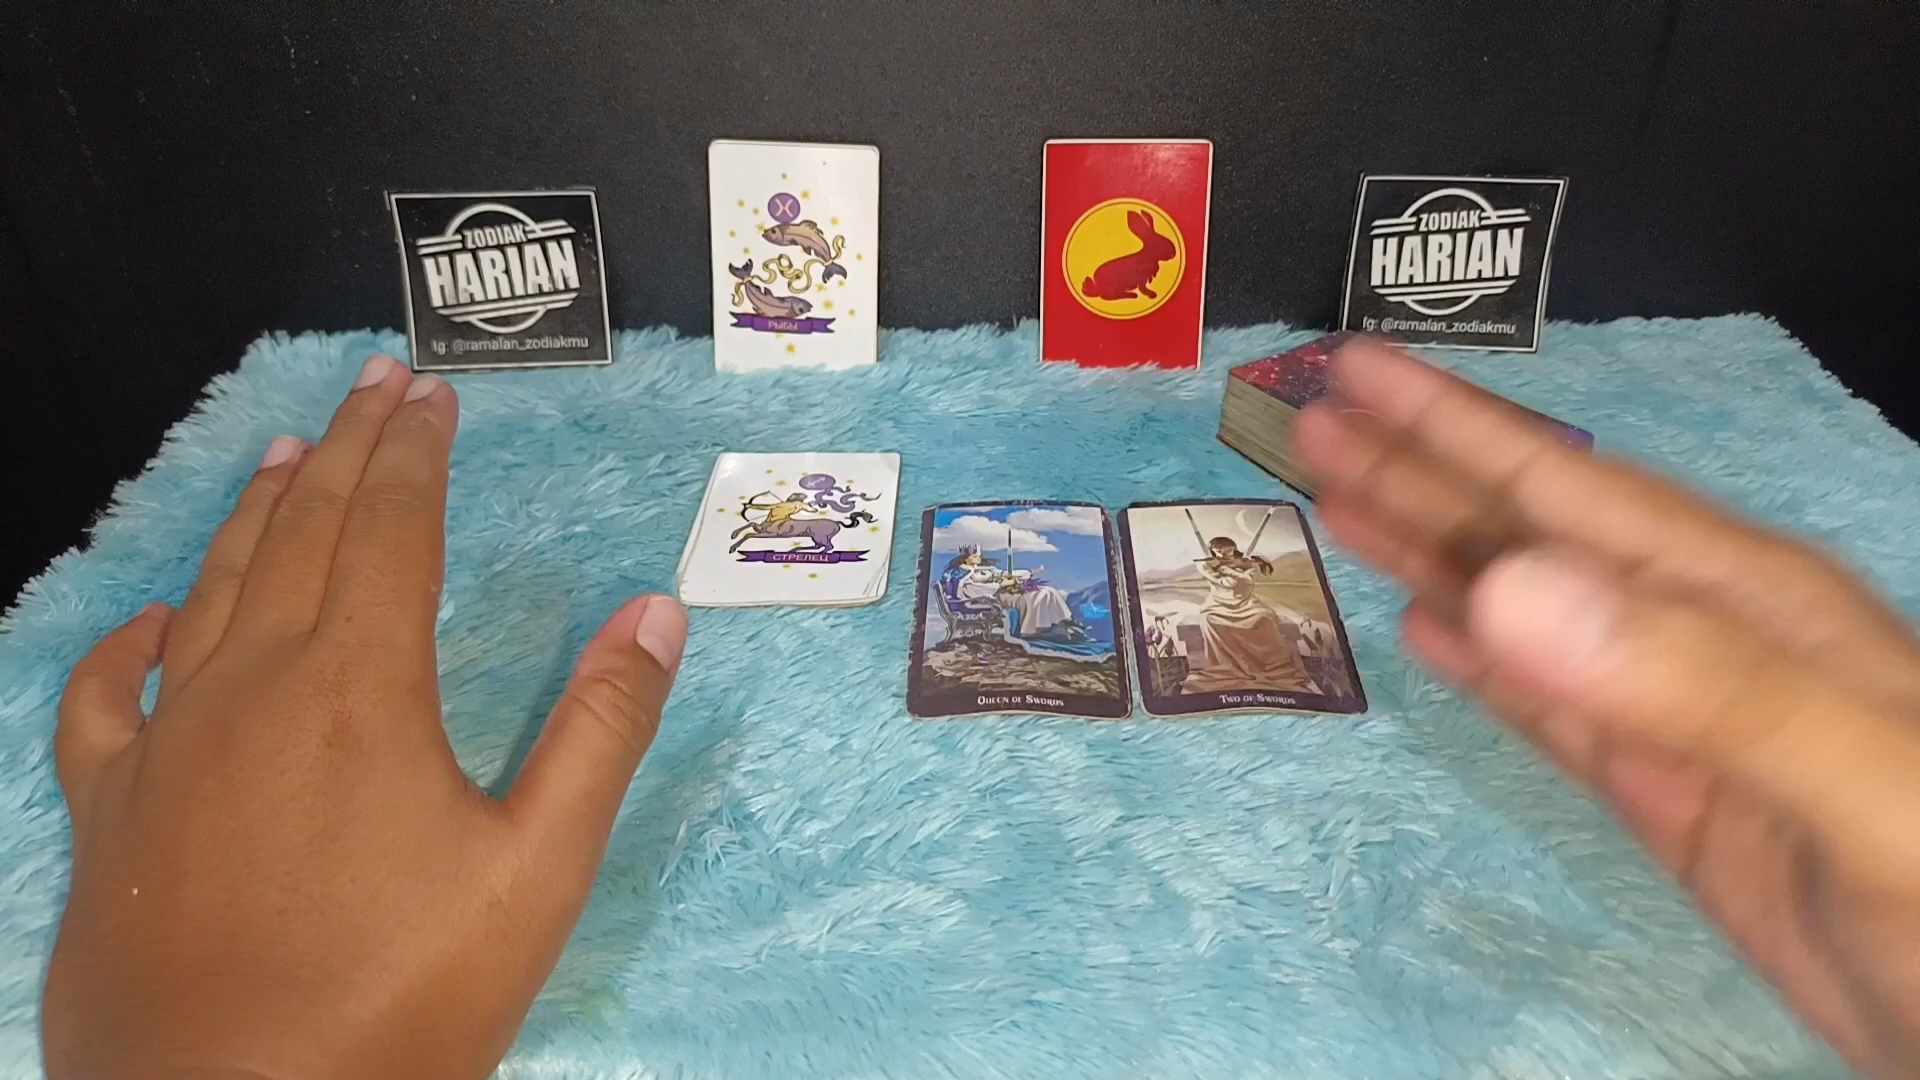 ZODIAK
HARIAN
Ig: @ramalan_zodiakmu
РЫБЫ
ZODIAK
HARIAN
Ig: @ramalan_zodiakmu
СТРЕЛЕЦ
QUEEN OF SWORDS
TWO OF SWORDS